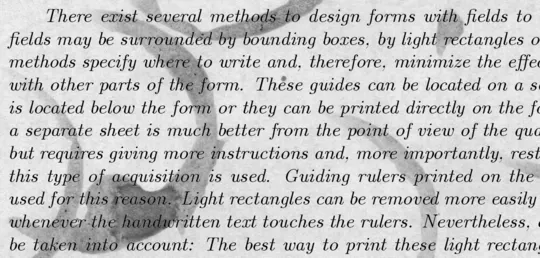 There exist several methods to design forms with fields to
fields may be surrounded by bounding boxes, by light rectangles o
methods specify where to write and, therefore, minimize the effe
with other parts of the form. These guides can be located on a s
is located below the form or they can be printed directly on the fo
a separate sheet is much better from the point of view of the qua
but requires giving more instructions and, more importantly, rest
this type of acquisition is used. Guiding rulers printed on the
used for this reason. Light rectangles can be removed more easily
whenever the handwritten text touches the rulers. Nevertheless,
be taken into account: The best way to print these light rectang